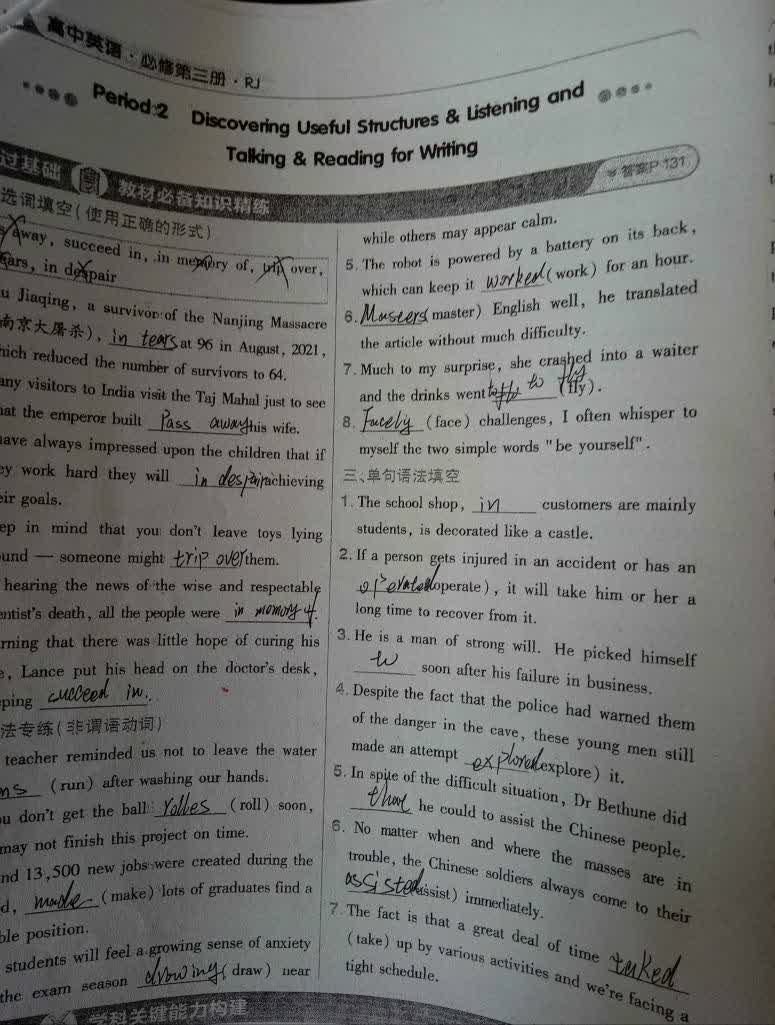 高中英语·必修第三册·RJ
Period 2 Discovering Useful Structures & Listening and
Talking & Reading for Writing
过基础 教材必备知识精练 答案P 131
选词填空(使用正确的形式)
away, succeed in, in memory of, trip over,
in despair
Jiaqing, a survivor of the Nanjing Massacre
南京大屠杀), in tears at 96 in August, 2021,
hich reduced the number of survivors to 64.
any visitors to India visit the Taj Mahal just to see
hat the emperor built Pass away his wife.
have always impressed upon the children that if
ey work hard they will in despair achieving
eir goals.
ep in mind that you don't leave toys lying
und — someone might trip over them.
hearing the news of the wise and respectable
entist's death, all the people were in memory of.
rning that there was little hope of curing his
e, Lance put his head on the doctor's desk,
ping succeed in.
法专练(非谓语动词)
teacher reminded us not to leave the water
ns (run) after washing our hands.
u don't get the ball rolles (roll) soon,
may not finish this project on time.
nd 13,500 new jobs were created during the
d, made (make) lots of graduates find a
ble position.
students will feel a growing sense of anxiety
the exam season drowing (draw) near
while others may appear calm.
5. The robot is powered by a battery on its back,
which can keep it worked (work) for an hour.
6. Masters (master) English well, he translated
the article without much difficulty.
7. Much to my surprise, she crashed into a waiter
and the drinks went to (fly).
8. Facely (face) challenges, I often whisper to
myself the two simple words "be yourself".
三、单句语法填空
1. The school shop, in customers are mainly
students, is decorated like a castle.
2. If a person gets injured in an accident or has an
operated (operate), it will take him or her a
long time to recover from it.
3. He is a man of strong will. He picked himself
soon after his failure in business.
4. Despite the fact that the police had warned them
of the danger in the cave, these young men still
made an attempt explored (explore) it.
5. In spite of the difficult situation, Dr Bethune did
he could to assist the Chinese people.
6. No matter when and where the masses are in
trouble, the Chinese soldiers always come to their
assisted (assist) immediately.
7. The fact is that a great deal of time taked
(take) up by various activities and we're facing a
tight schedule.
学科关键能力构建